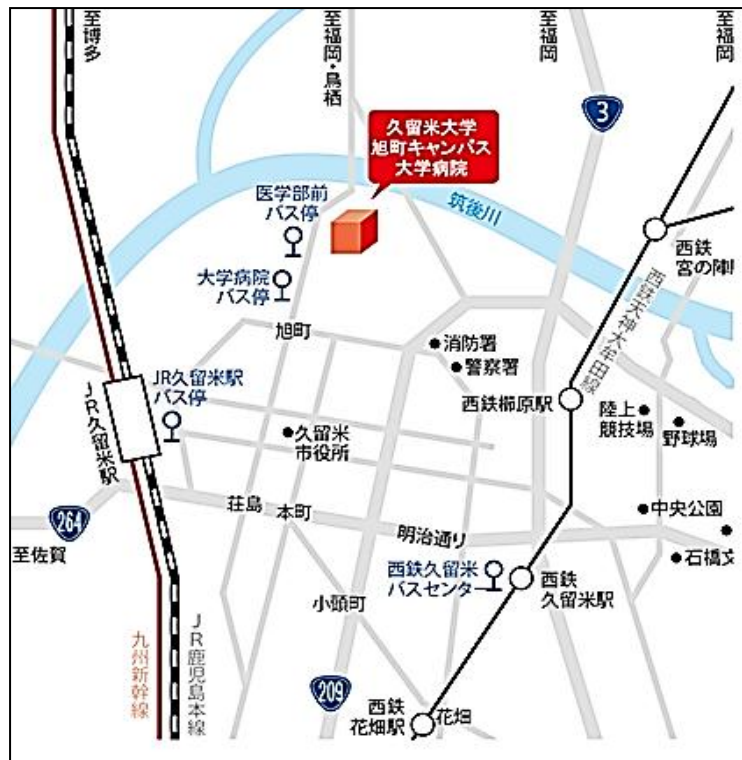 至博多
至福岡・鳥栖
至福岡
至福岡
3
久留米大学
旭町キャンパス
大学病院
医学部前
バス停
筑後川
西鉄
宮の陣
大学病院
バス停
西鉄天神大牟田線
旭町
消防署
警察署
JR久留米駅
バス停
西鉄櫛原駅
陸上
競技場
野球場
JR久留米駅
久留米
市役所
264
荘島
本町
中央公園
明治通り
至佐賀
西鉄久留米
バスセンター
石橋文
西鉄
久留米駅
小頭町
九州新幹線
JR鹿児島本線
209
西鉄
花畑駅
花畑